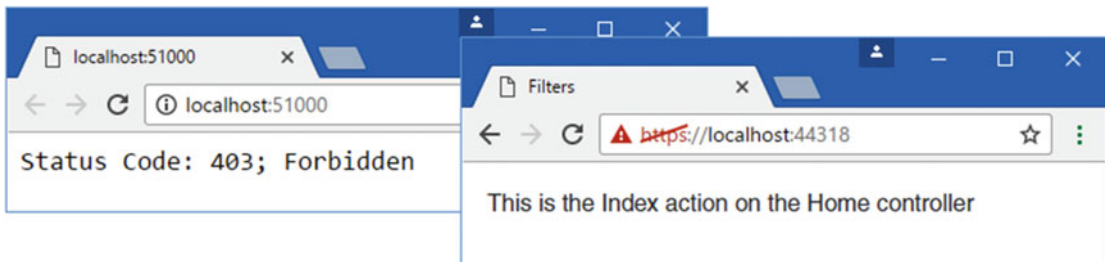 localhost:51000
localhost:51000
Status Code: 403; Forbidden
Filters
https://localhost:44318
This is the Index action on the Home controller